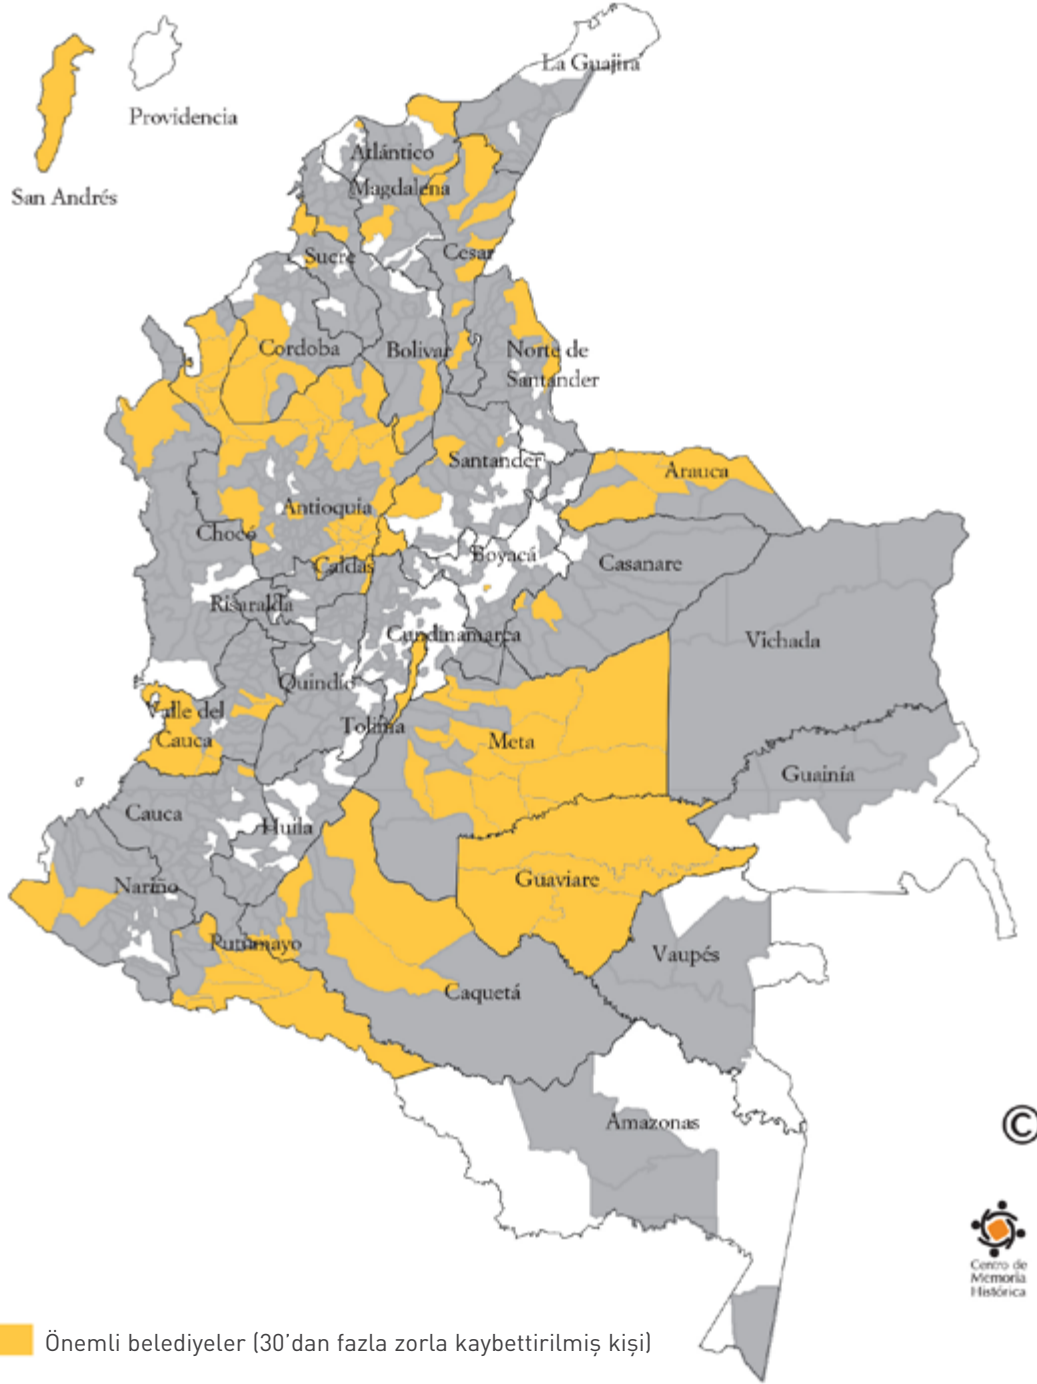 La Guajira
Providencia
San Andrés
Atlántico
Magdalena
Sucre
Cesar
Cordoba
Bolivar
Norte de
Santander
Santander
Arauca
Antioquia
Chocó
Boyacá
Caldas
Casanare
Risaralda
Cundinamarca
Vichada
Quindío
Valle del
Cauca
Tolima
Meta
Guainía
Cauca
Huila
Nariño
Guaviare
Putumayo
Vaupés
Caquetá
Amazonas
©
Centro de
Memoria
Histórica
Önemli belediyeler (30’dan fazla zorla kaybettirilmiş kişi)